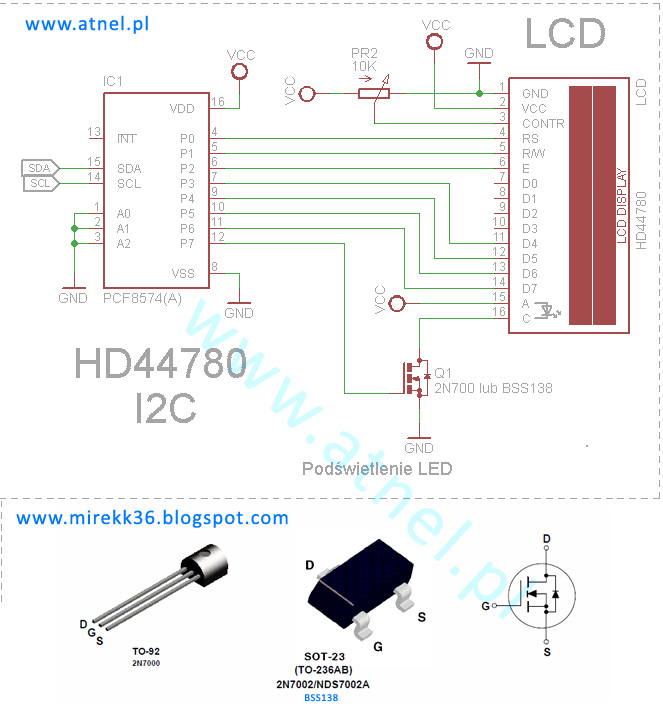 www.atnel.pl
LCD
VCC
VCC
PR2
10K
GND
VCC
IC1
VDD 16
13 INT
SDA 15 SDA
SCL 14 SCL
1 A0
2 A1
3 A2
P0 4
P1 5
P2 6
P3 7
P4 9
P5 10
P6 11
P7 12
VSS 8
GND
GND
PCF8574(A)
1 GND
2 VCC
3 CONTR
4 RS
5 R/W
6 E
7 D0
8 D1
9 D2
10 D3
11 D4
12 D5
13 D6
14 D7
15 A
16 C
LCD DISPLAY
LCD
HD44780
VCC
HD44780
I2C
Q1
2N700 lub BSS138
GND
Podświetlenie LED
www.atnel.pl
www.mirekk36.blogspot.com
D
G
S
TO-92
2N7000
D
S
G
SOT-23
(TO-236AB)
2N7002/NDS7002A
BSS138
D
G
S